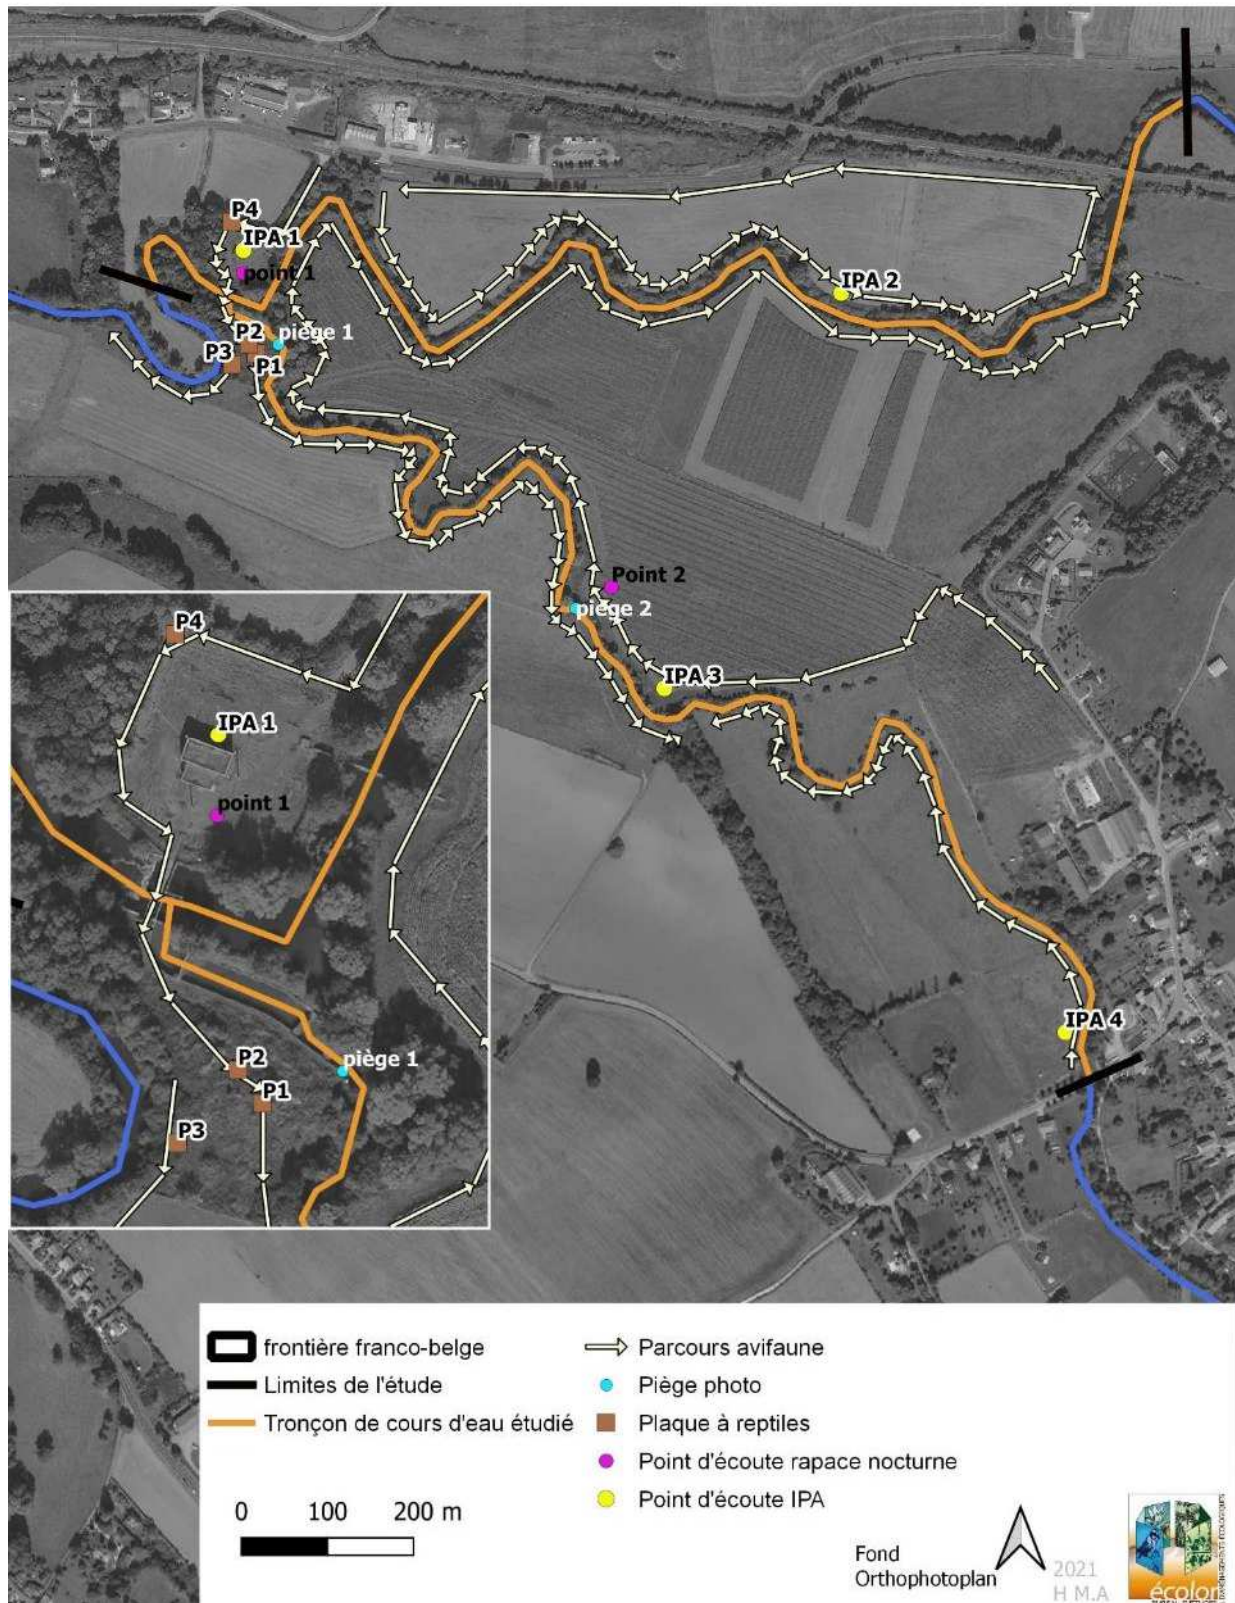 P4
IPA 1
point 1
IPA 2
P2
piège 1
P3
P1
Point 2
piège 2
IPA 3
IPA 4
P4
IPA 1
point 1
P2
piège 1
P1
P3
frontière franco-belge
Limites de l'étude
Tronçon de cours d'eau étudié
0 100 200 m
Parcours avifaune
Piège photo
Plaque à reptiles
Point d'écoute rapace nocturne
Point d'écoute IPA
Fond
Orthophotoplan
2021
H M.A
écolor